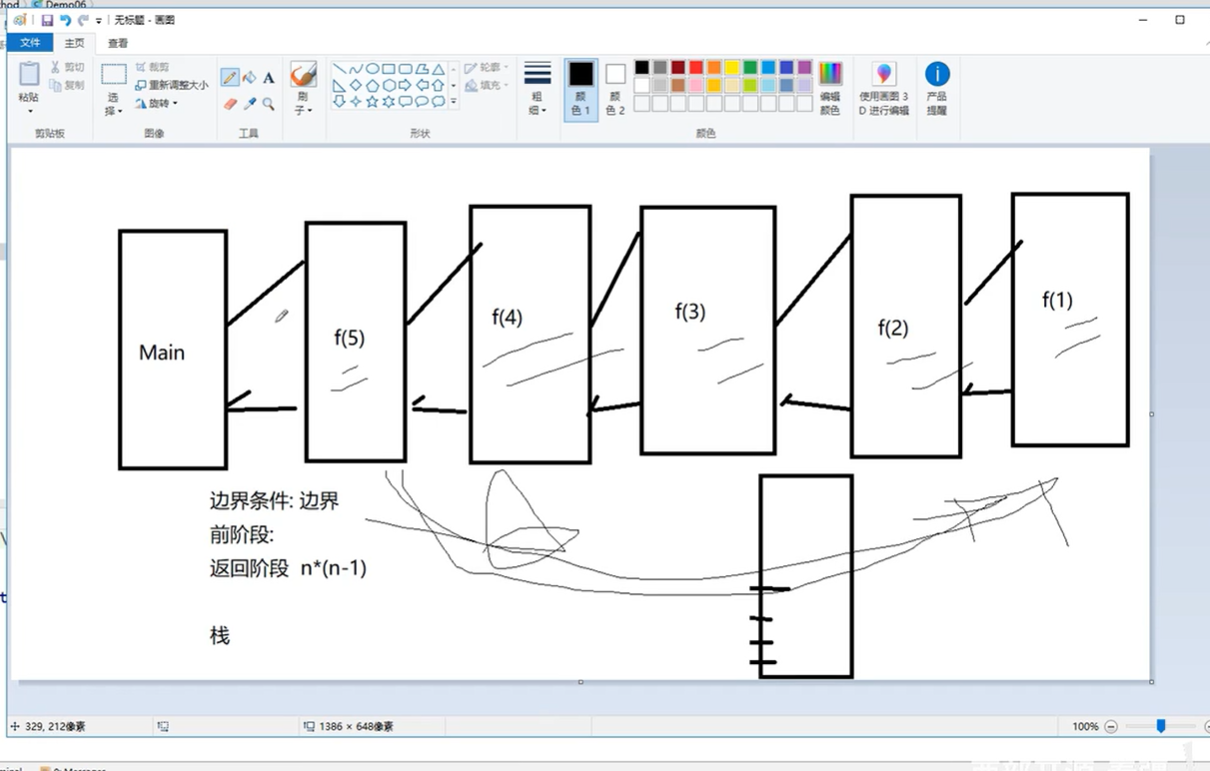 Demo06
无标题 - 画图
文件 主页 查看
粘贴 剪切 复制
选择 裁剪 重新调整大小 旋转
A
刷子
轮廓 填充
粗细
颜色 1 颜色 2
编辑颜色
使用画图 3D 进行编辑
产品提醒
剪贴板 图像 工具 形状 颜色
Main f(5) f(4) f(3) f(2) f(1)
边界条件: 边界
前阶段:
返回阶段 n*(n-1)
栈
329, 212像素 1386 × 648像素 100%